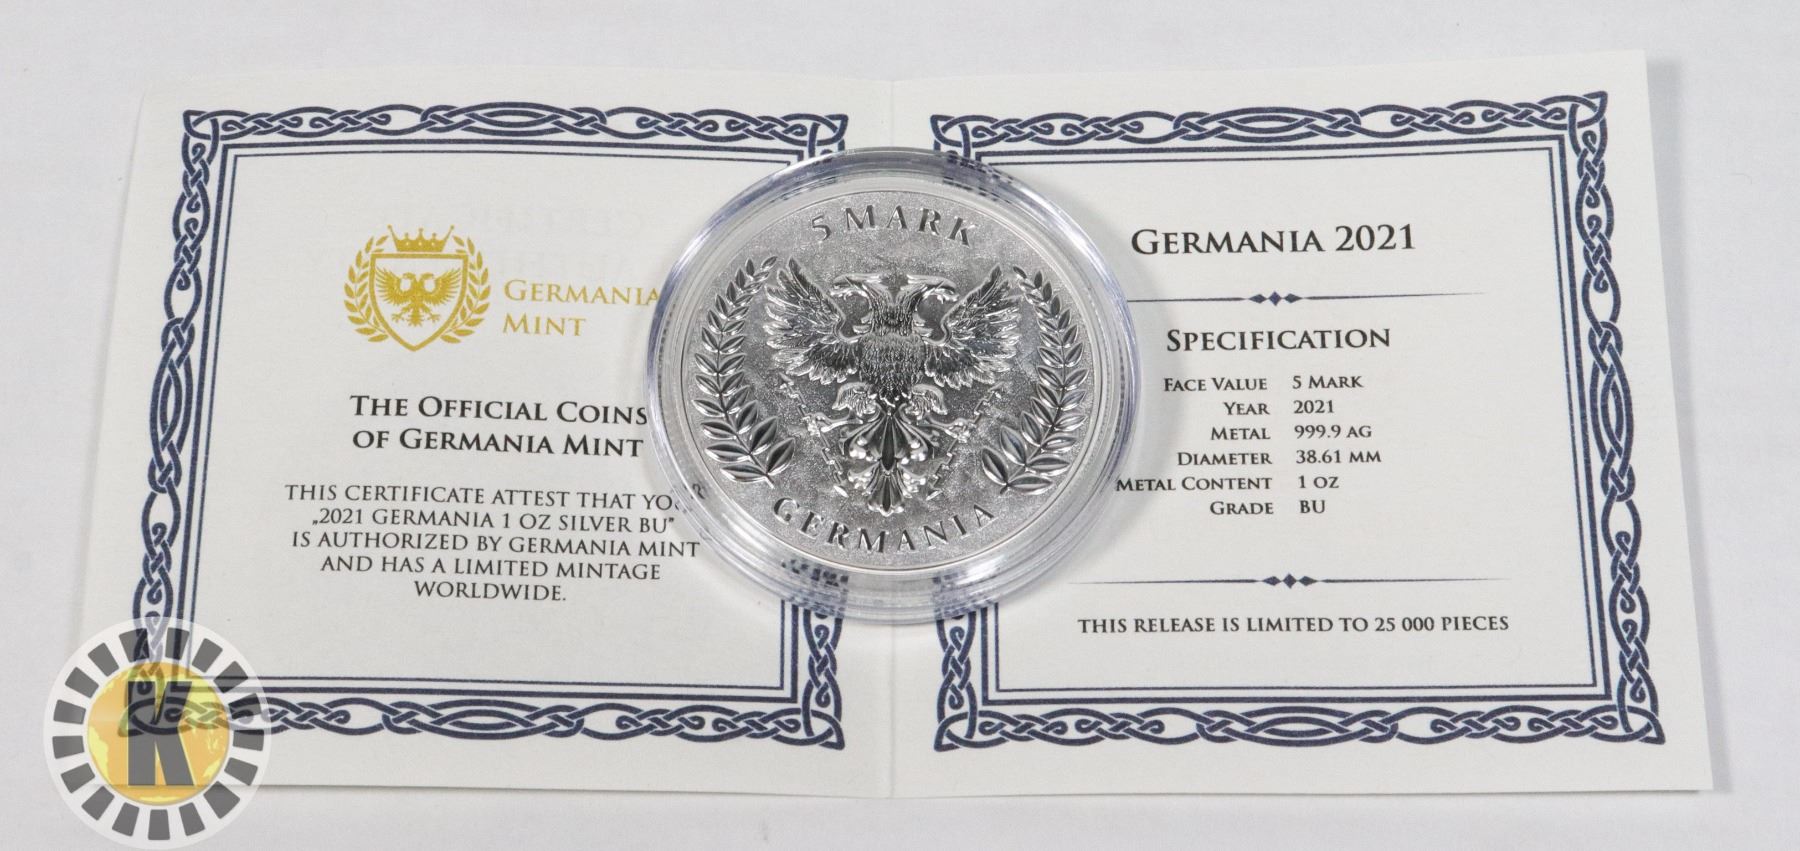 GERMANIA
MINT
THE OFFICIAL COINS
OF GERMANIA MINT
THIS CERTIFICATE ATTEST THAT
„2021 GERMANIA 1 OZ SILVER BU"
IS AUTHORIZED BY GERMANIA MINT
AND HAS A LIMITED MINTAGE
WORLDWIDE.
5 MARK
GERMANIA
GERMANIA 2021
SPECIFICATION
FACE VALUE 5 MARK
YEAR 2021
METAL 999.9 AG
DIAMETER 38.61 MM
METAL CONTENT 1 OZ
GRADE BU
THIS RELEASE IS LIMITED TO 25 000 PIECES
K